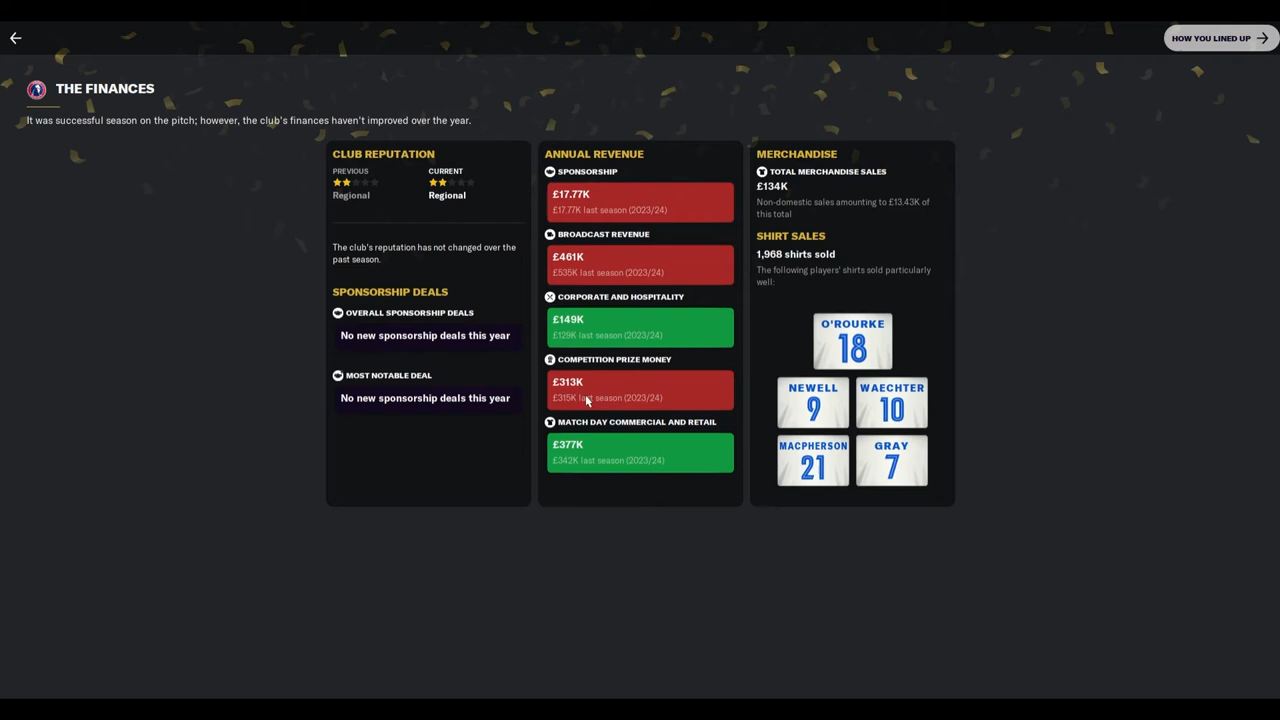 HOW YOU LINED UP
THE FINANCES
It was successful season on the pitch; however, the club's finances haven't improved over the year.
CLUB REPUTATION
PREVIOUS
Regional
CURRENT
Regional
The club's reputation has not changed over the
past season.
SPONSORSHIP DEALS
OVERALL SPONSORSHIP DEALS
No new sponsorship deals this year
MOST NOTABLE DEAL
No new sponsorship deals this year
ANNUAL REVENUE
SPONSORSHIP
£17.77K
£17.77K last season (2023/24)
BROADCAST REVENUE
£461K
£535K last season (2023/24)
CORPORATE AND HOSPITALITY
£149K
£129K last season (2023/24)
COMPETITION PRIZE MONEY
£313K
£315K last season (2023/24)
MATCH DAY COMMERCIAL AND RETAIL
£377K
£342K last season (2023/24)
MERCHANDISE
TOTAL MERCHANDISE SALES
£134K
Non-domestic sales amounting to £13.43K of
this total
SHIRT SALES
1,968 shirts sold
The following players' shirts sold particularly
well:
O'ROURKE
18
NEWELL
9
WAECHTER
10
MACPHERSON
21
GRAY
7